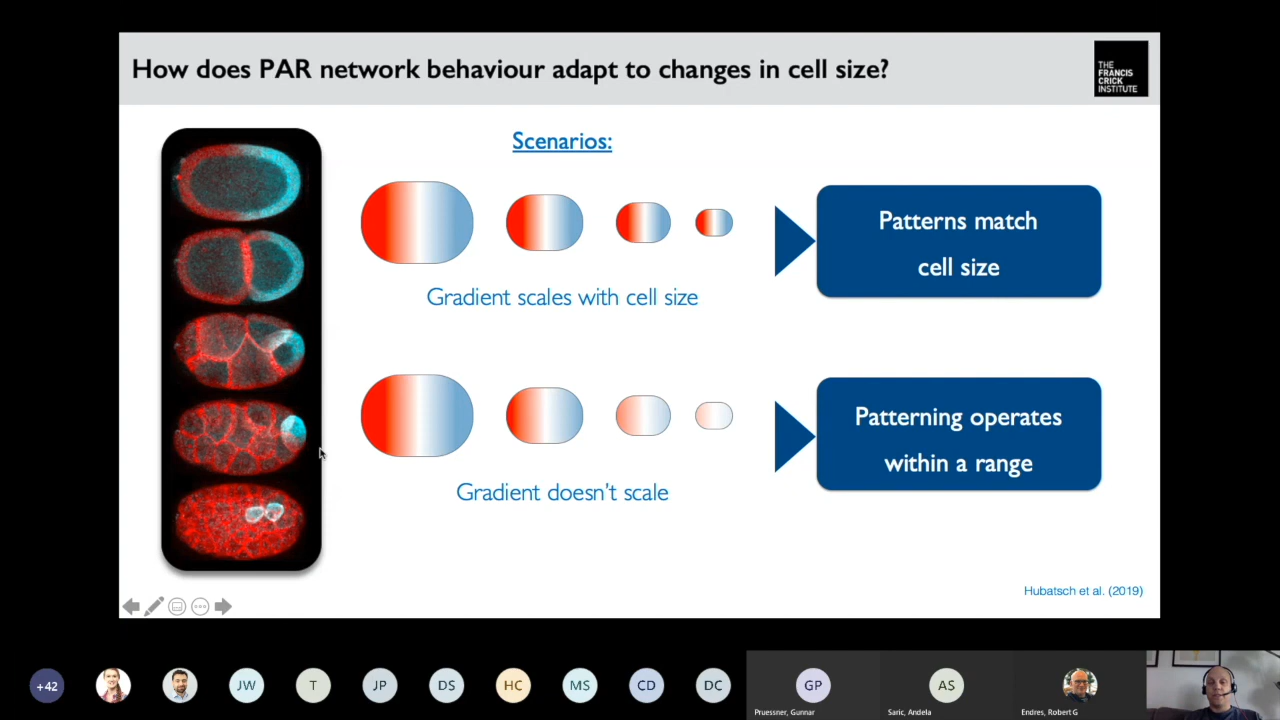 How does PAR network behaviour adapt to changes in cell size?
THE
FRANCIS
CRICK
INSTITUTE
Scenarios:
Gradient scales with cell size
Patterns match
cell size
Gradient doesn't scale
Patterning operates
within a range
Hubatsch et al. (2019)
+42
JW
T
JP
DS
HC
MS
CD
DC
GP
AS
Pruessner, Gunnar
Saric, Andela
Endres, Robert G